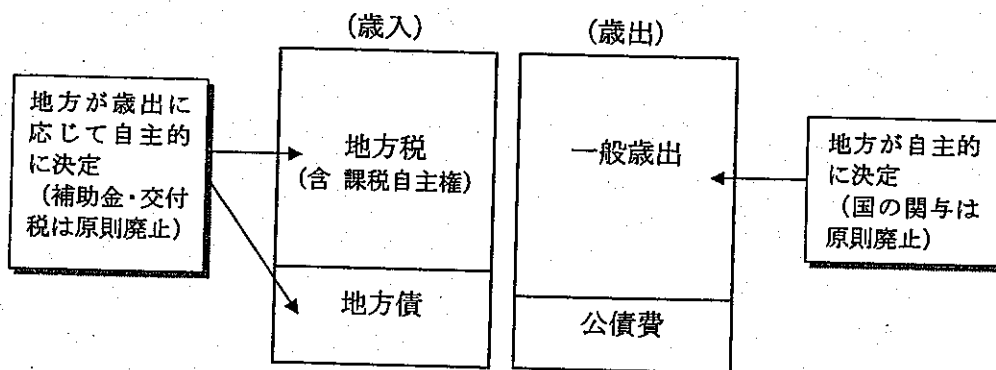 (歳入)
(歳出)
地方が歳出に
応じて自主的
に決定
(補助金・交付
税は原則廃止)
地方税
(含 課税自主権)
地方債
一般歳出
公債費
地方が自主的
に決定
(国の関与は
原則廃止)